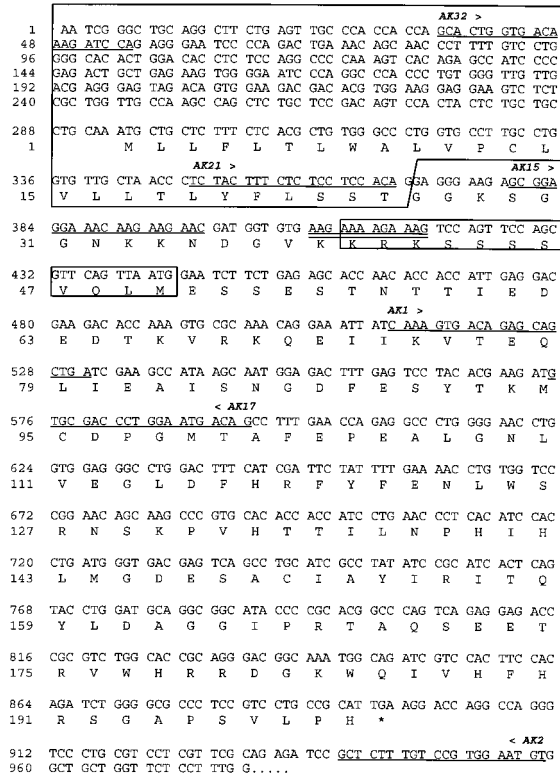 AK32 >
1 AA TCG GGC TGC AGG CTT CTG AGT TGC CAC CAC CCA GCA CTG GTG ACA
48 AAG ATC CCA GAG GGA ATC CCC AGA CTG AAC AGC AAC CCT TTT GTC CTG
96 GGG CAC ACT GGA CAC CTC TCC AGG CCC CAA AGT CAC AGA GCC ATC CCC
144 GAG ACT GCT GAG AAG TGG GGA ATC CCA GGC CCA CCC TGT GGG TTG TTG
192 ACG AGG GAG TAG ACA GTG GAA GAC GAC ACG TGG AAG GAG GAA GTC TCT
240 CGC TGG TTG CCA AGC CAG CTC TGC TCC GAC AGT CCA CTA CTC TGC TGC
288 CTG CAA ATG CTG CTC TTT CTC ACG CTG TGG GCC CTG GTG CCT TGC CTG
1 M L L F L T L W A L V P C L
AK21 > AK15 >
336 GTG TTG CTA ACC CTC TAC TTT CTC TCC TCC ACA GGA GGG AAG AGC GGA
15 V L L T L Y F L S S T G G K S G
384 GGA AAC AAG AAG AAC GAT GGT GTG AAG AAA AGA AAG TCC AGT TCC AGC
31 G N K K N D G V K K R K S S S S
432 GTT CAG TTA ATG GAA TCT TCT GAG AGC ACC AAC ACC ACC ATT GAG GAC
47 V Q L M E S S E S T N T T I E D
AK1 >
480 GAA GAC ACC AAA GTG CGC AAA CAG GAA ATT ATC AAA GTG ACA GAG CAG
63 E D T K V R K Q E I I K V T E Q
528 CTG ATC GAA GCC ATA AGC AAT GGA GAC TTT GAG TCC TAC ACG AAG ATG
79 L I E A I S N G D F E S Y T K M
< AK17
576 TGC GAC CCT GGA ATG ACA GCC TTT GAA CCA GAG GCC CTG GGG AAC CTG
95 C D P G M T A F E P E A L G N L
624 GTG GAG GGC CTG GAC TTT CAT CGA TTC TAT TTT GAA AAC CTG TGG TCC
111 V E G L D F H R F Y F E N L W S
672 CGG AAC AGC AAG CCC GTG CAC ACC ACC ATC CTG AAC CCT CAC ATC CAC
127 R N S K P V H T T I L N P H I H
720 CTG ATG GGT GAC GAG TCA GCC TGC ATC GCC TAT ATC CGC ATC ACT CAG
143 L M G D E S A C I A Y I R I T Q
768 TAC CTG GAT GCA GGC GGC ATA CCC CGC ACG GCC CAG TCA GAG GAG ACC
159 Y L D A G G I P R T A Q S E E T
816 CGC GTC TGG CAC CGC AGG GAC GGC AAA TGG CAG ATC GTC CAC TTC CAC
175 R V W H R R D G K W Q I V H F H
864 AGA TCT GGG GCG CCC TCC GTC CTG CCG CAT TGA AGG ACC AGG CCA GGG
191 R S G A P S V L P H *
< AK2
912 TCC CTG CGT CCT CGT TCG CAG AGA TCC GCT CTT TGT CCG TGG AAT GTG
960 GCT GCT GGT TCT CCT TTG G.....